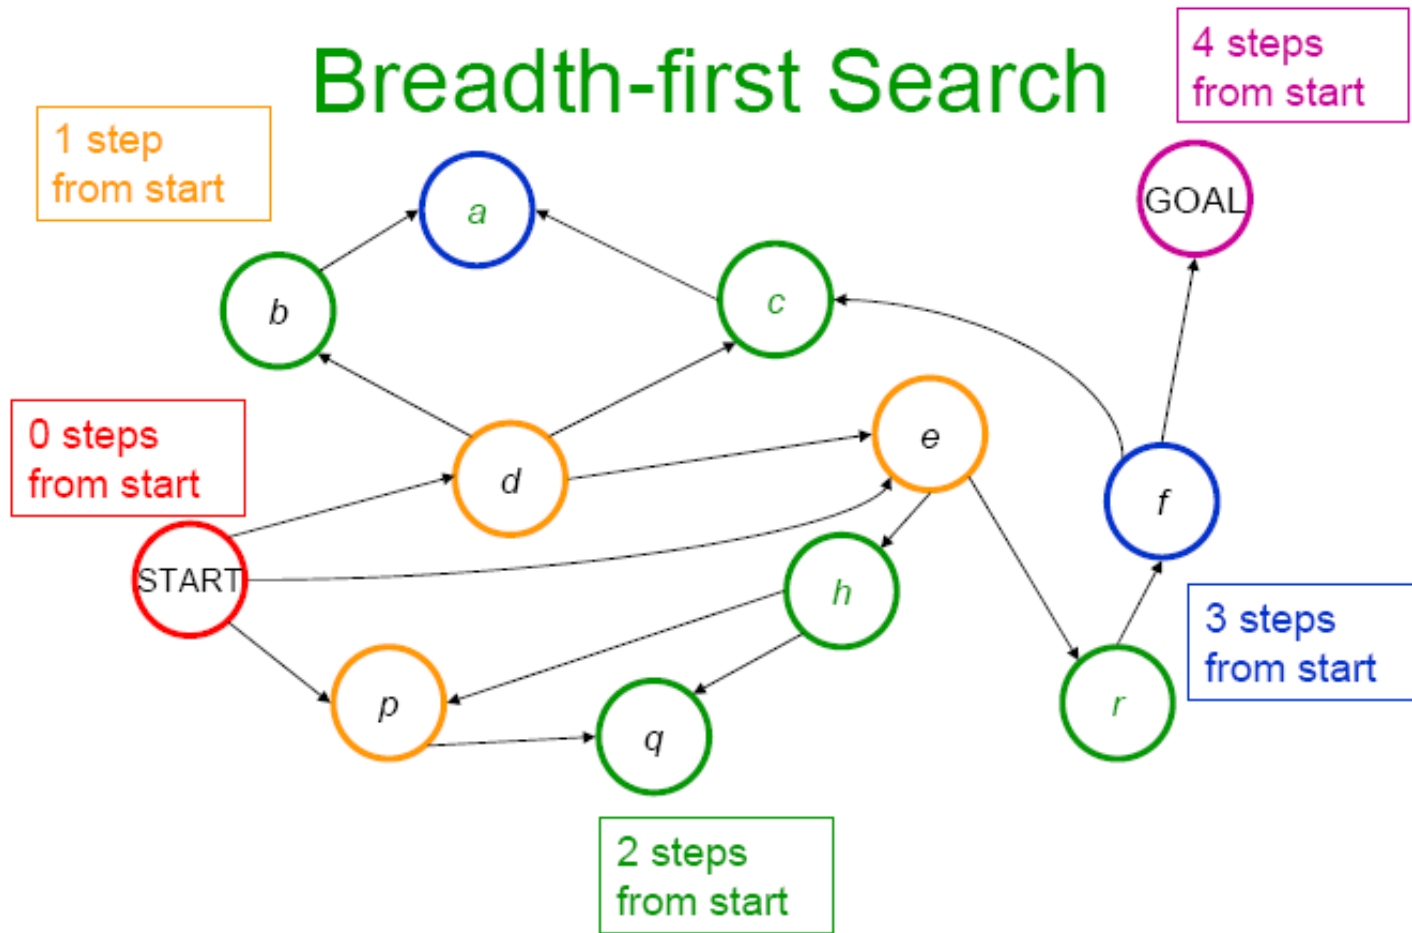 Breadth-first Search
4 steps
from start
1 step
from start
a
GOAL
b
c
0 steps
from start
d
e
f
START
h
3 steps
from start
p
q
r
2 steps
from start